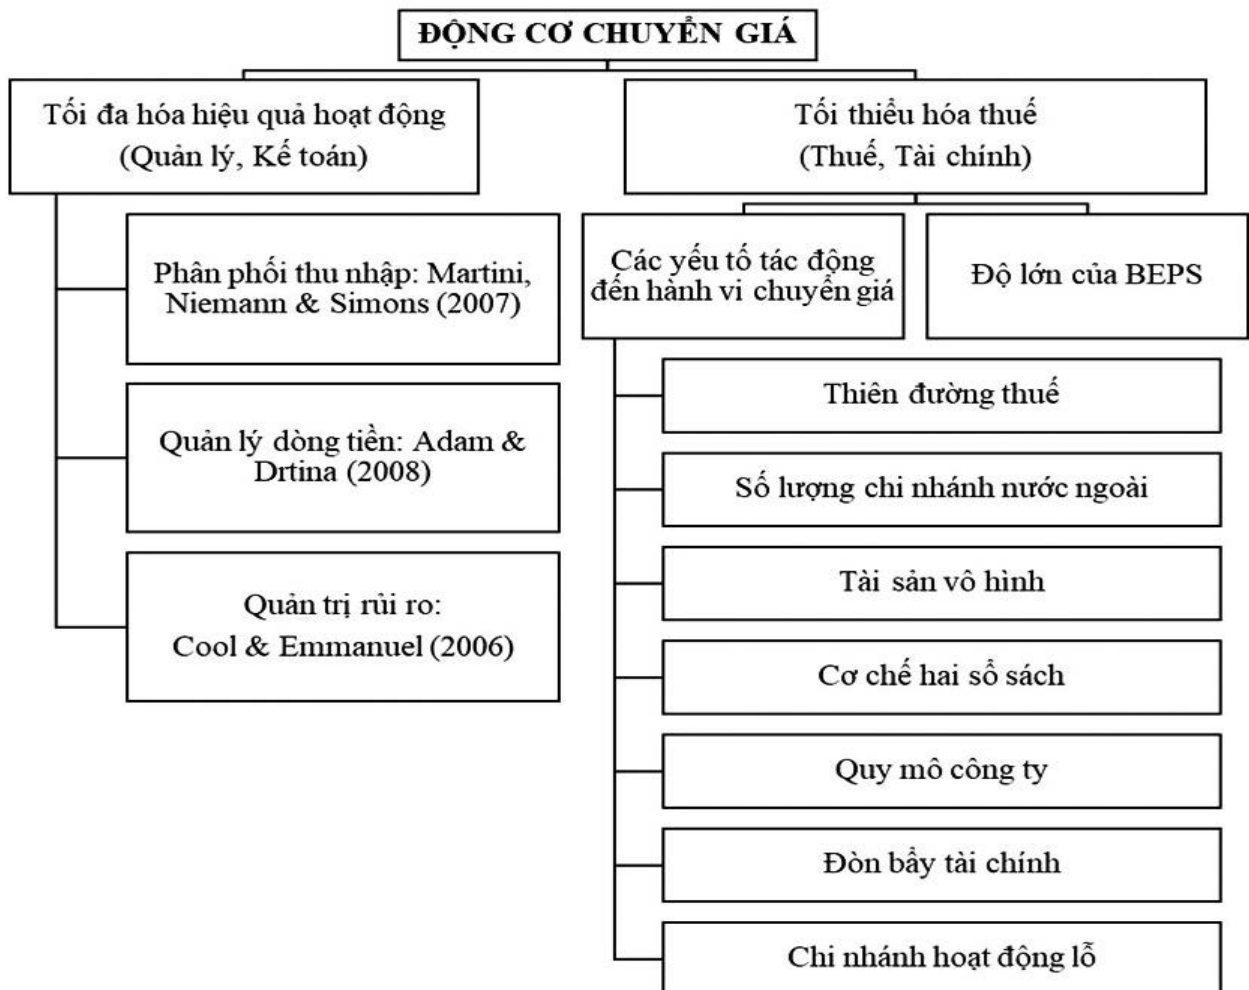 ĐỘNG CƠ CHUYỂN GIÁ
Tối đa hóa hiệu quả hoạt động
(Quản lý, Kế toán)
Phân phối thu nhập: Martini,
Niemann & Simons (2007)
Quản lý dòng tiền: Adam &
Drtina (2008)
Quản trị rủi ro:
Cool & Emmanuel (2006)
Tối thiểu hóa thuế
(Thuế, Tài chính)
Các yếu tố tác động
đến hành vi chuyển giá
Độ lớn của BEPS
Thiên đường thuế
Số lượng chi nhánh nước ngoài
Tài sản vô hình
Cơ chế hai sổ sách
Quy mô công ty
Đòn bẩy tài chính
Chi nhánh hoạt động lỗ